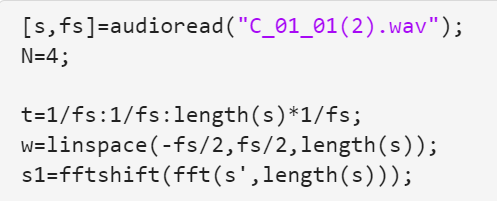 [s,fs]=audioread("C_01_01(2).wav");
N=4;
t=1/fs:1/fs:length(s)*1/fs;
w=linspace(-fs/2,fs/2,length(s));
s1=fftshift(fft(s',length(s)));